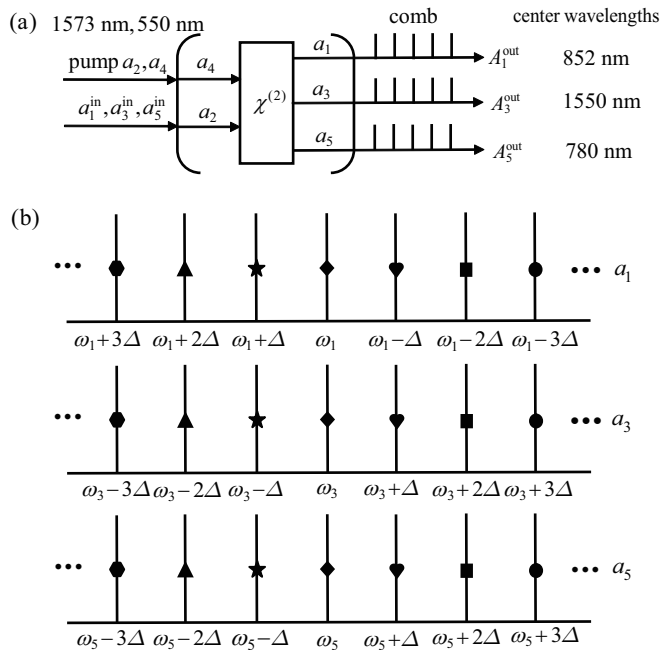 (a)
1573 nm, 550 nm
comb
center wavelengths
pump a₂, a₄
a₄
a₁
A₁ᵒᵘᵗ
852 nm
χ⁽²⁾
a₁ⁱⁿ, a₃ⁱⁿ, a₅ⁱⁿ
a₂
a₃
A₃ᵒᵘᵗ
1550 nm
a₅
A₅ᵒᵘᵗ
780 nm
(b)
••• ••• a₁
ω₁+3Δ ω₁+2Δ ω₁+Δ ω₁ ω₁−Δ ω₁−2Δ ω₁−3Δ
••• ••• a₃
ω₃−3Δ ω₃−2Δ ω₃−Δ ω₃ ω₃+Δ ω₃+2Δ ω₃+3Δ
••• ••• a₅
ω₅−3Δ ω₅−2Δ ω₅−Δ ω₅ ω₅+Δ ω₅+2Δ ω₅+3Δ